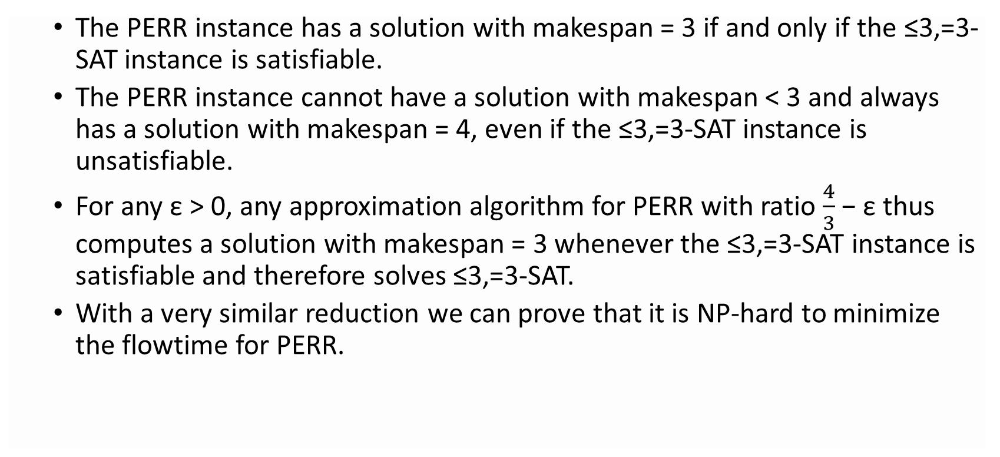 • The PERR instance has a solution with makespan = 3 if and only if the ≤3,=3-
SAT instance is satisfiable.
• The PERR instance cannot have a solution with makespan < 3 and always
has a solution with makespan = 4, even if the ≤3,=3-SAT instance is
unsatisfiable.
• For any ε > 0, any approximation algorithm for PERR with ratio 4/3 − ε thus
computes a solution with makespan = 3 whenever the ≤3,=3-SAT instance is
satisfiable and therefore solves ≤3,=3-SAT.
• With a very similar reduction we can prove that it is NP-hard to minimize
the flowtime for PERR.